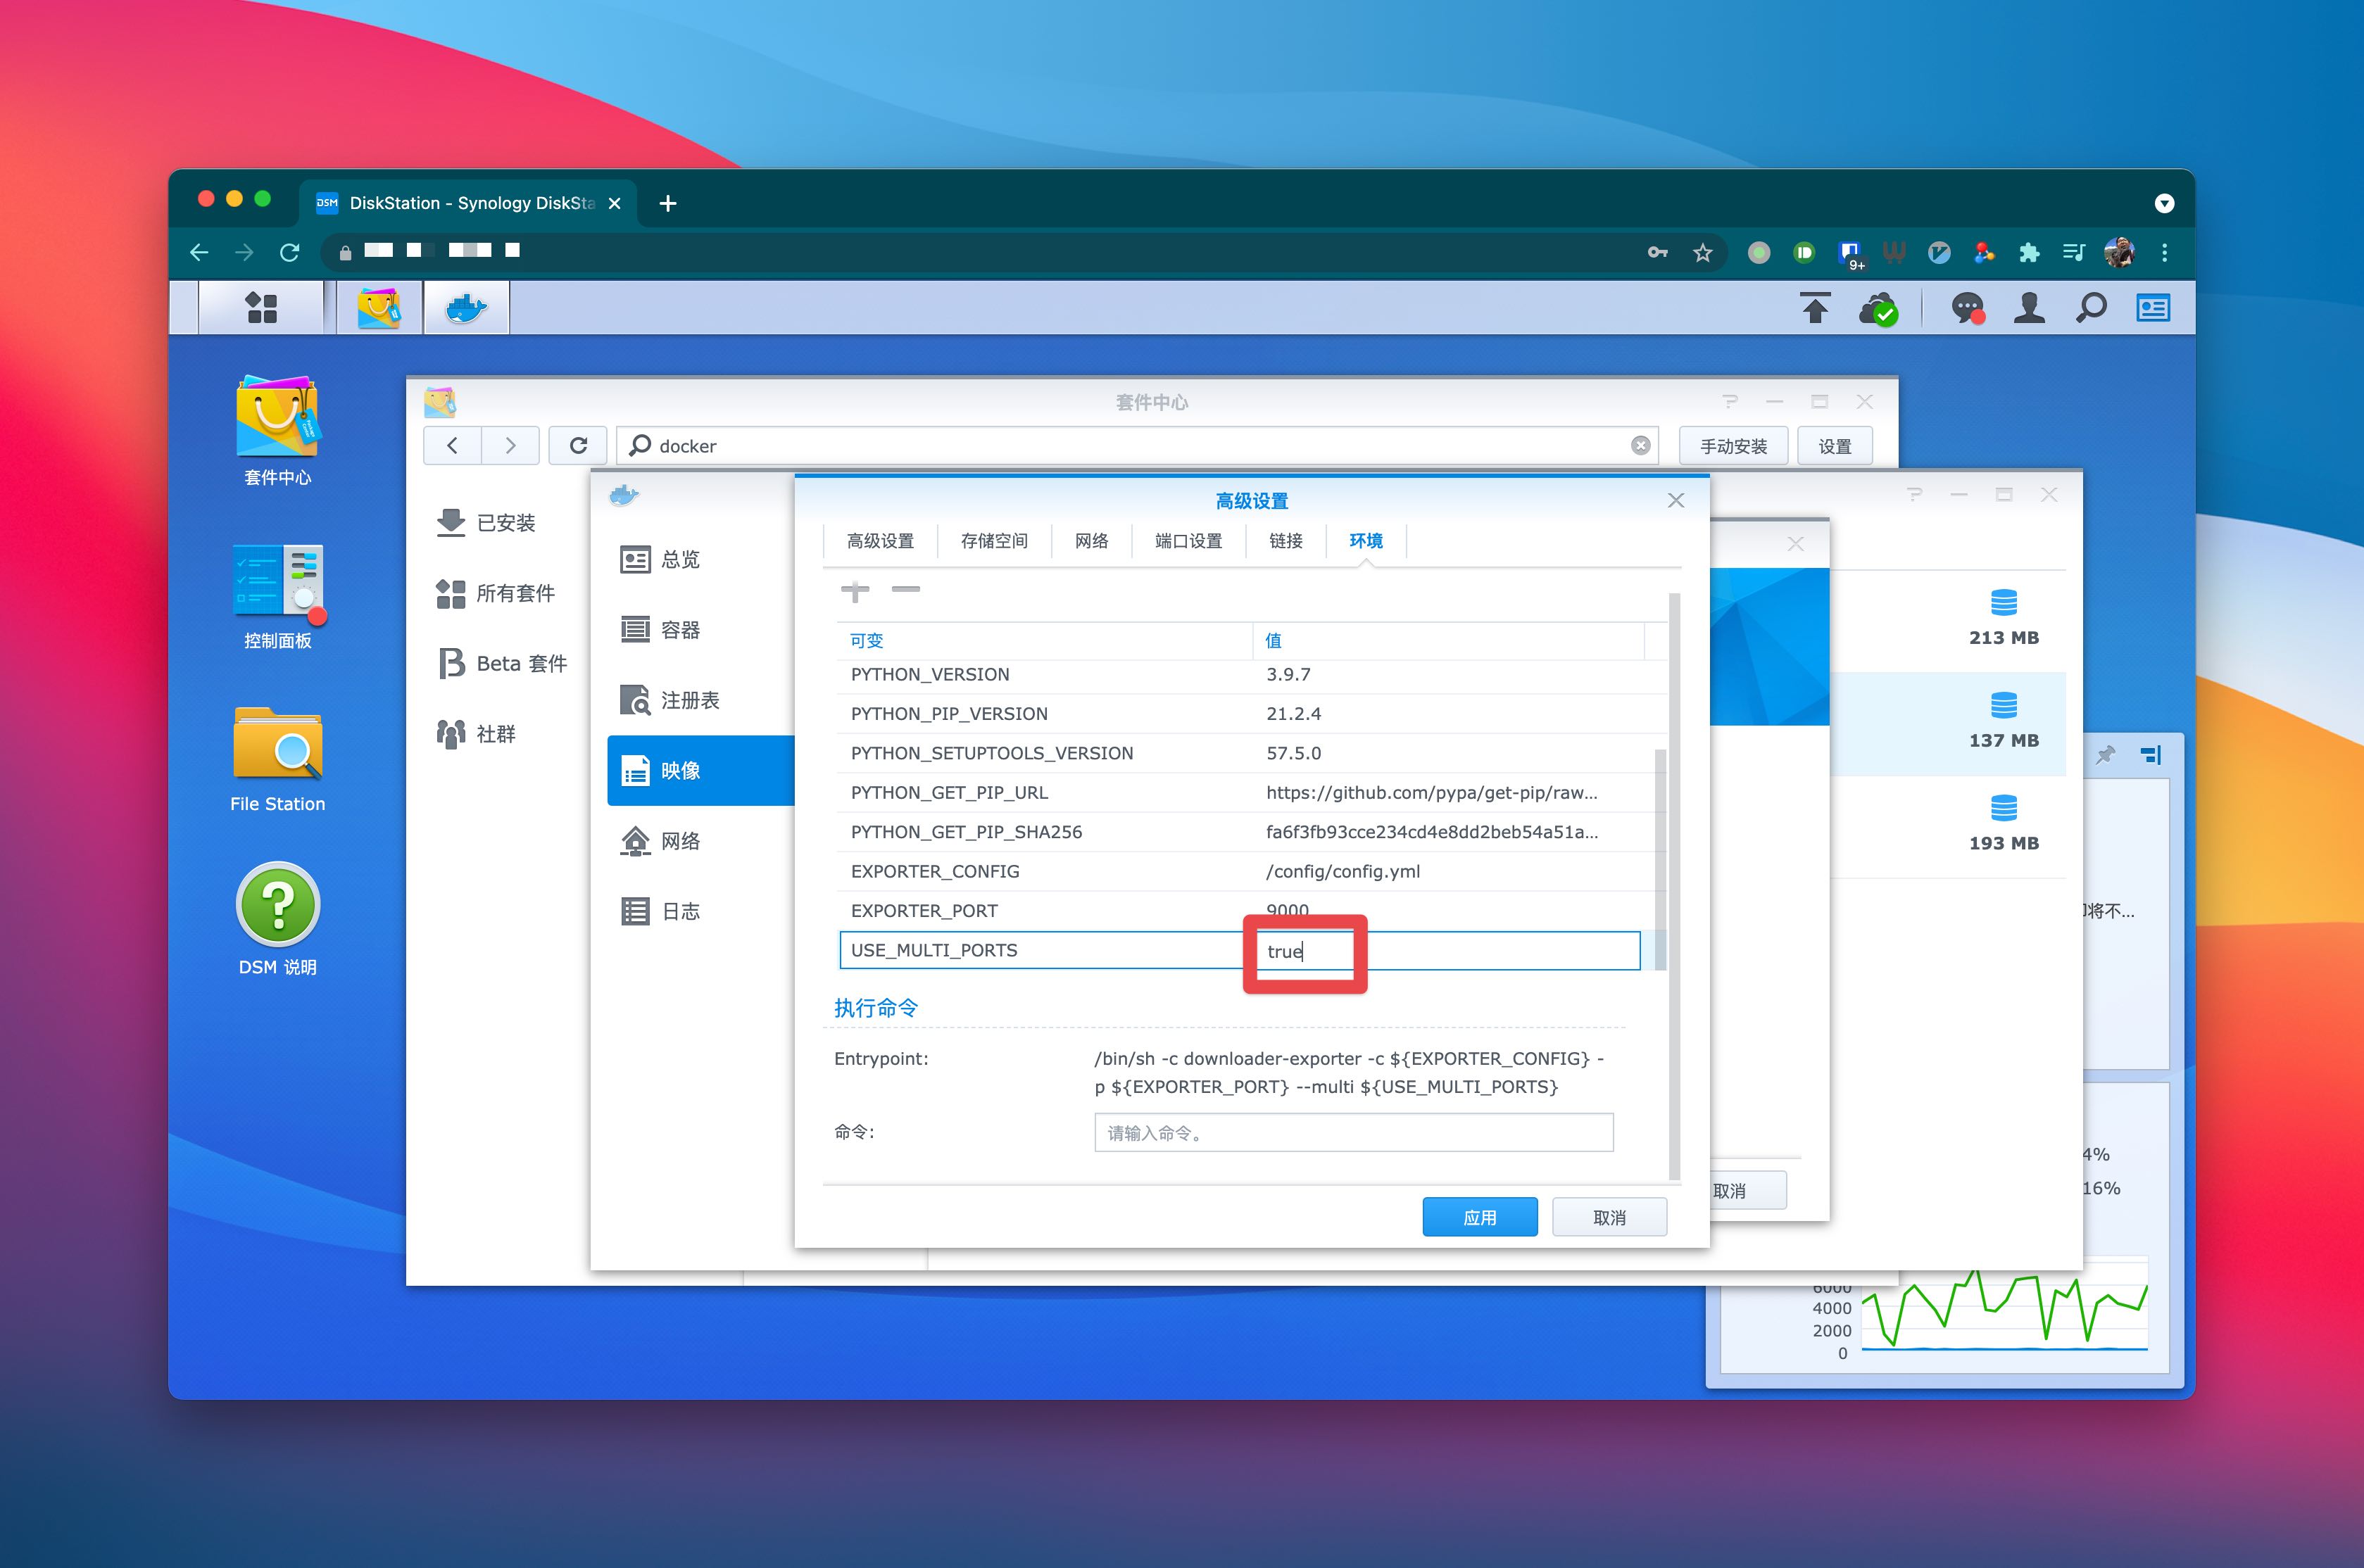 DSM DiskStation - Synology DiskSta
9+
套件中心
控制面板
File Station
DSM 说明
套件中心
docker
手动安装
设置
已安装
所有套件
Beta 套件
社群
总览
容器
注册表
映像
网络
日志
高级设置
高级设置 存储空间 网络 端口设置 链接 环境
可变 值
PYTHON_VERSION 3.9.7
PYTHON_PIP_VERSION 21.2.4
PYTHON_SETUPTOOLS_VERSION 57.5.0
PYTHON_GET_PIP_URL https://github.com/pypa/get-pip/raw...
PYTHON_GET_PIP_SHA256 fa6f3fb93cce234cd4e8dd2beb54a51a...
EXPORTER_CONFIG /config/config.yml
EXPORTER_PORT 9000
USE_MULTI_PORTS true
执行命令
Entrypoint: /bin/sh -c downloader-exporter -c ${EXPORTER_CONFIG} -
p ${EXPORTER_PORT} --multi ${USE_MULTI_PORTS}
命令: 请输入命令。
应用 取消
取消
213 MB
137 MB
193 MB
将不...
4%
16%
6000
4000
2000
0